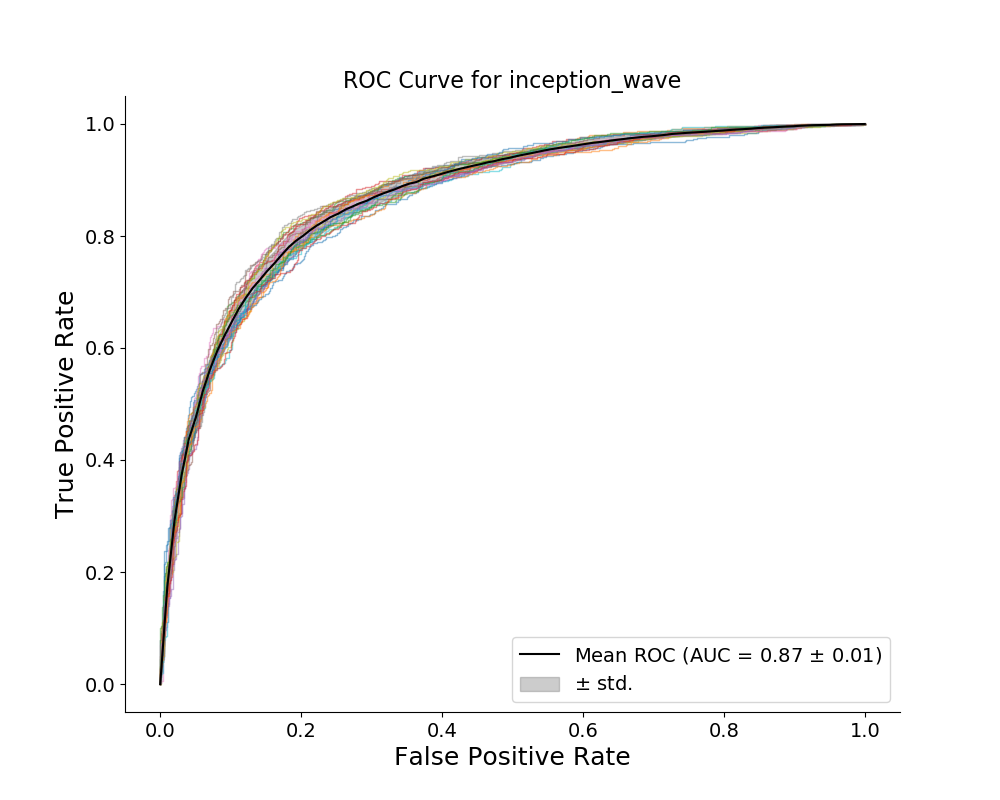 ROC Curve for inception_wave
1.0
0.8
0.6
0.4
0.2
0.0
True Positive Rate
Mean ROC (AUC = 0.87 ± 0.01)
± std.
0.0 0.2 0.4 0.6 0.8 1.0
False Positive Rate